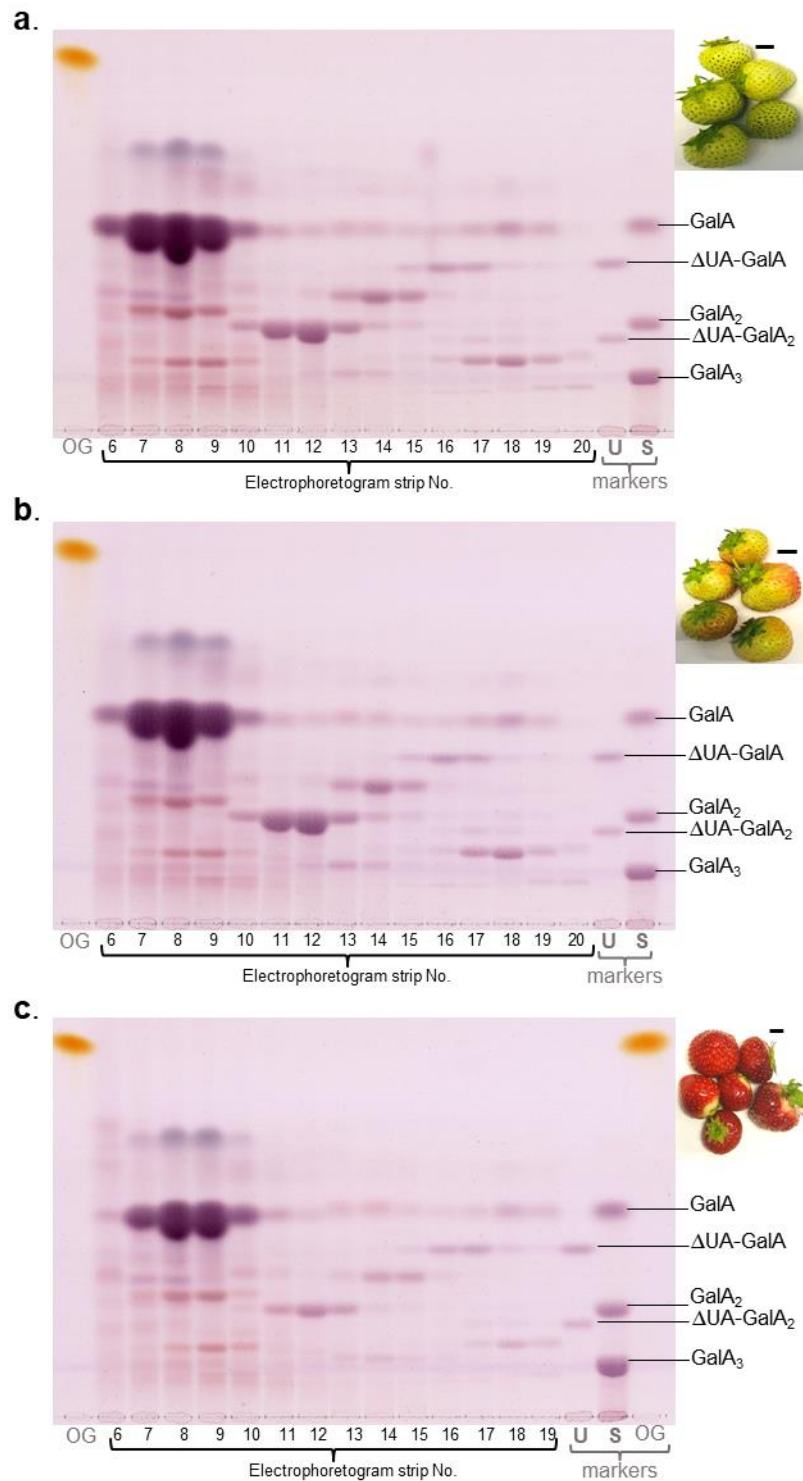 a.
GalA
ΔUA-GalA
GalA₂
ΔUA-GalA₂
GalA₃
OG 6 7 8 9 10 11 12 13 14 15 16 17 18 19 20 U S
Electrophoretogram strip No.
markers
b.
GalA
ΔUA-GalA
GalA₂
ΔUA-GalA₂
GalA₃
OG 6 7 8 9 10 11 12 13 14 15 16 17 18 19 20 U S
Electrophoretogram strip No.
markers
c.
GalA
ΔUA-GalA
GalA₂
ΔUA-GalA₂
GalA₃
OG 6 7 8 9 10 11 12 13 14 15 16 17 18 19 U S OG
Electrophoretogram strip No.
markers